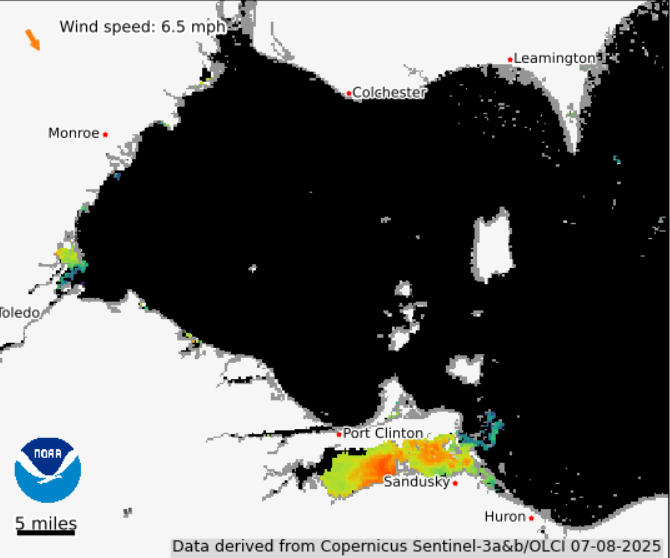 Wind speed: 6.5 mph
Leamington
Colchester
Monroe
Toledo
Port Clinton
NOAA
Sandusky
5 miles
Huron
Data derived from Copernicus Sentinel-3a&b/OLCI 07-08-2025